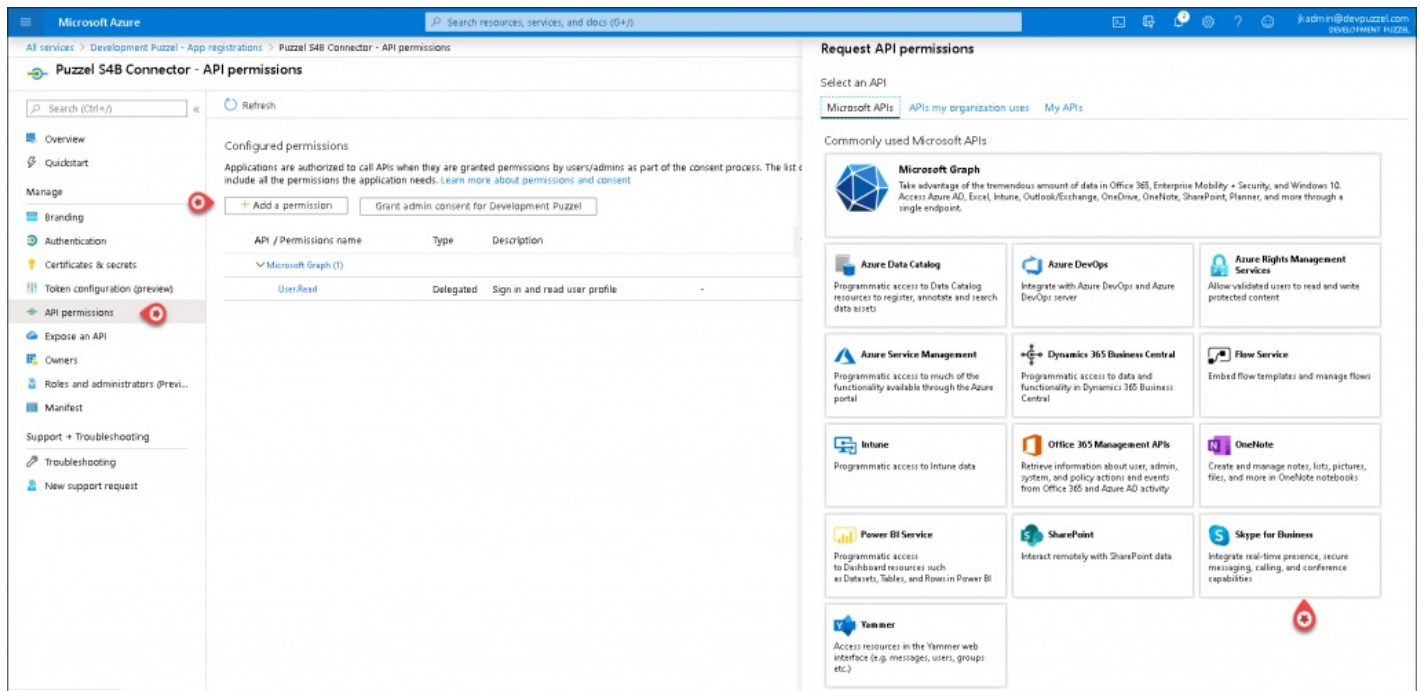 Microsoft Azure
Search resources, services, and docs (G+/)
2
jkadmin@devpuzzel.com
DEVELOPMENT PUZZEL
All services > Development Puzzel - App registrations > Puzzel S4B Connector - API permissions
Puzzel S4B Connector - API permissions
Search (Ctrl+/)
«
Overview
Quickstart
Manage
Branding
Authentication
Certificates & secrets
Token configuration (preview)
API permissions
Expose an API
Owners
Roles and administrators (Previ...
Manifest
Support + Troubleshooting
Troubleshooting
New support request
Refresh
Configured permissions
Applications are authorized to call APIs when they are granted permissions by users/admins as part of the consent process. The list
include all the permissions the application needs. Learn more about permissions and consent
+ Add a permission
Grant admin consent for Development Puzzel
API / Permissions name Type Description
Microsoft Graph (1)
User.Read Delegated Sign in and read user profile -
Request API permissions
Select an API
Microsoft APIs APIs my organization uses My APIs
Commonly used Microsoft APIs
Microsoft Graph
Take advantage of the tremendous amount of data in Office 365, Enterprise Mobility + Security, and Windows 10.
Access Azure AD, Excel, Intune, Outlook/Exchange, OneDrive, OneNote, SharePoint, Planner, and more through a
single endpoint.
Azure Data Catalog
Programmatic access to Data Catalog
resources to register, annotate and search
data assets
Azure DevOps
Integrate with Azure DevOps and Azure
DevOps server
Azure Rights Management
Services
Allow validated users to read and write
protected content
Azure Service Management
Programmatic access to much of the
functionality available through the Azure
portal
Dynamics 365 Business Central
Programmatic access to data and
functionality in Dynamics 365 Business
Central
Flow Service
Embed flow templates and manage flows
Intune
Programmatic access to Intune data
Office 365 Management APIs
Retrieve information about user, admin,
system, and policy actions and events
from Office 365 and Azure AD activity
OneNote
Create and manage notes, lists, pictures,
files, and more in OneNote notebooks
Power BI Service
Programmatic access
to Dashboard resources such
as Datasets, Tables, and Rows in Power BI
SharePoint
Interact remotely with SharePoint data
Skype for Business
Integrate real-time presence, secure
messaging, calling, and conference
capabilities
Yammer
Access resources in the Yammer web
interface (e.g. messages, users, groups
etc.)